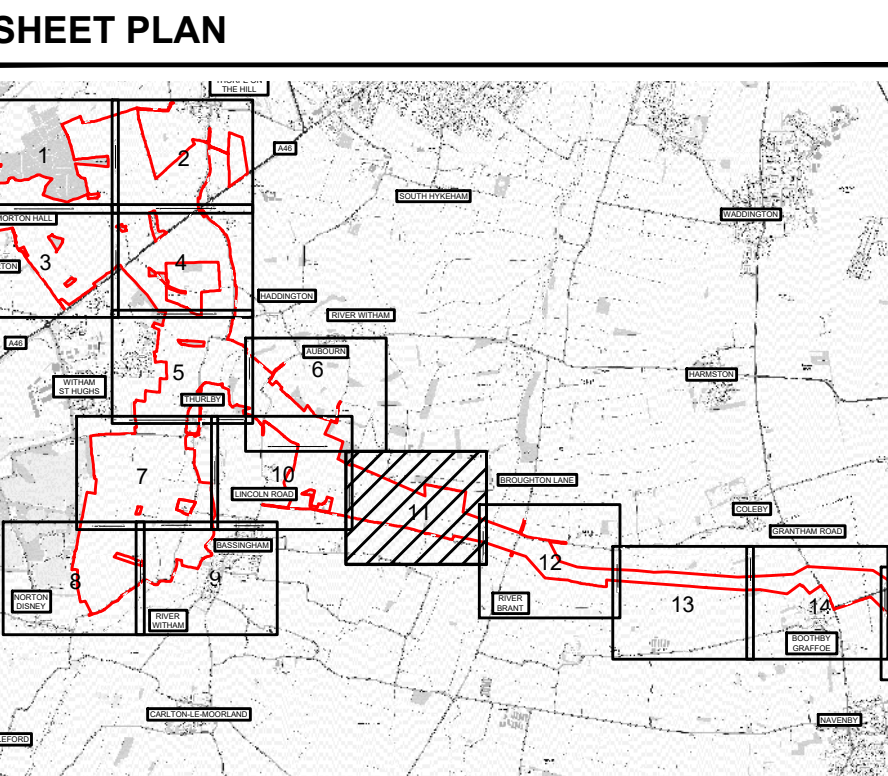 SHEET PLAN
THE HILL
1
2
A46
SOUTH HYKEHAM
WADDINGTON
MORTON HALL
3
4
HADDINGTON
RIVER WITHAM
A46
5
AUBOURN
6
HARMSTON
WITHAM
ST HUGHS
THURLBY
7
10
LINCOLN ROAD
BROUGHTON LANE
11
COLEBY
GRANTHAM ROAD
BASSINGHAM
12
8
9
NORTON
DISNEY
RIVER
BRANT
13
14
RIVER
WITHAM
BOOTHBY
GRAFFOE
CARLTON-LE-MOORLAND
NAVENBY